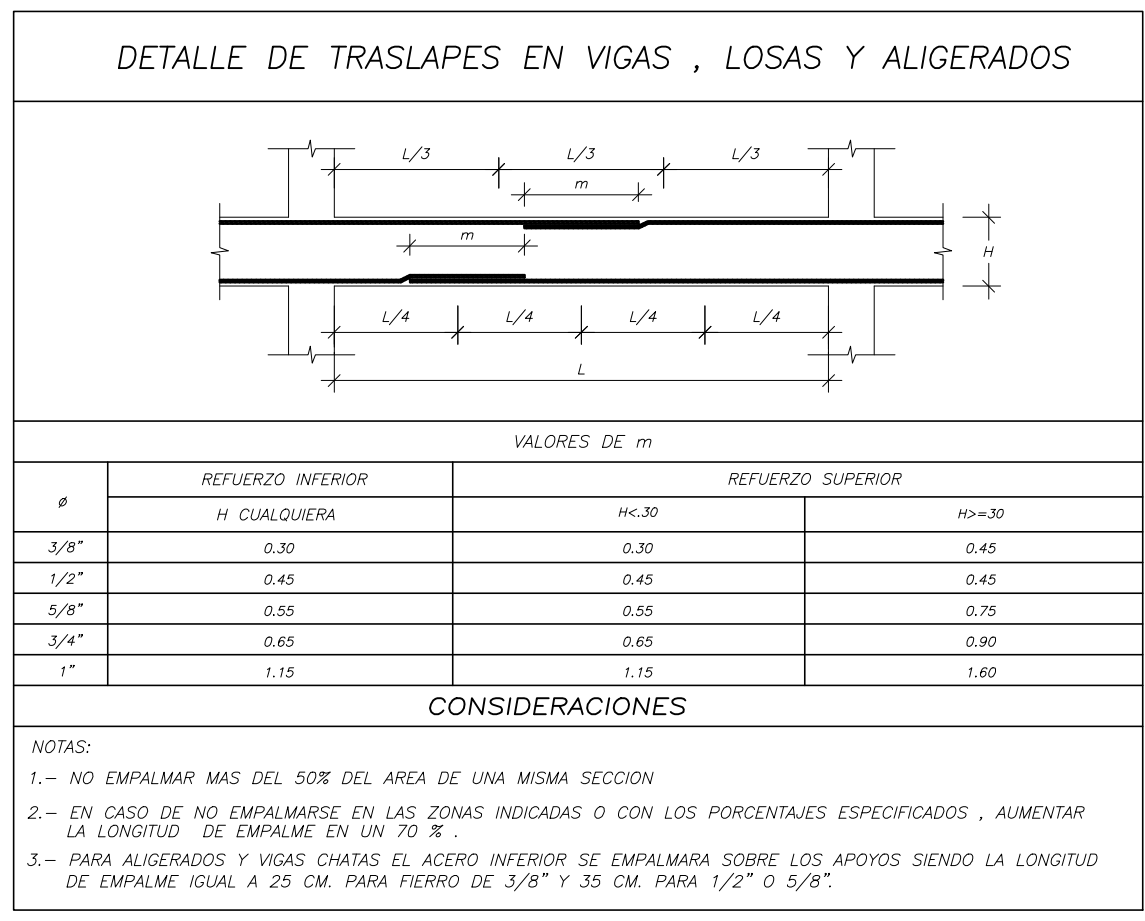 DETALLE DE TRASLAPES EN VIGAS , LOSAS Y ALIGERADOS
L/3 L/3 L/3
m
m
H
L/4 L/4 L/4 L/4
L
VALORES DE m
Ø REFUERZO INFERIOR REFUERZO SUPERIOR
H CUALQUIERA H<.30 H>=30
3/8" 0.30 0.30 0.45
1/2" 0.45 0.45 0.45
5/8" 0.55 0.55 0.75
3/4" 0.65 0.65 0.90
1" 1.15 1.15 1.60
CONSIDERACIONES
NOTAS:
1.- NO EMPALMAR MAS DEL 50% DEL AREA DE UNA MISMA SECCION
2.- EN CASO DE NO EMPALMARSE EN LAS ZONAS INDICADAS O CON LOS PORCENTAJES ESPECIFICADOS , AUMENTAR
LA LONGITUD DE EMPALME EN UN 70 % .
3.- PARA ALIGERADOS Y VIGAS CHATAS EL ACERO INFERIOR SE EMPALMARA SOBRE LOS APOYOS SIENDO LA LONGITUD
DE EMPALME IGUAL A 25 CM. PARA FIERRO DE 3/8" Y 35 CM. PARA 1/2" O 5/8".